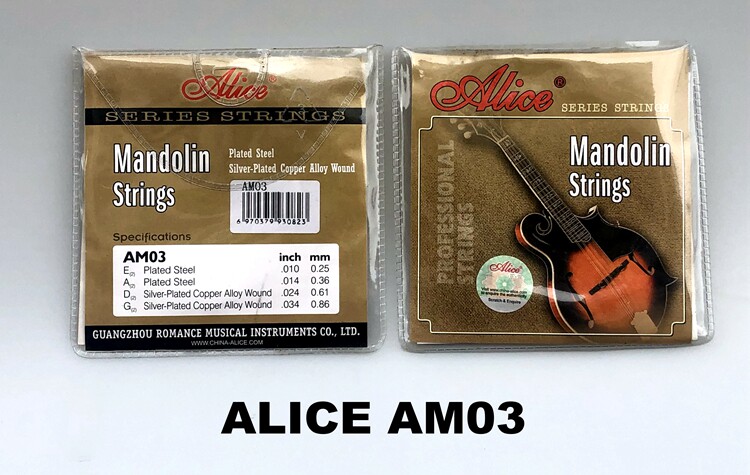 Alice®
SERIES STRINGS
Mandolin
Strings
Plated Steel
Silver-Plated Copper Alloy Wound
AM03
6 970379 930823
Specifications
AM03 inch mm
E(2) Plated Steel .010 0.25
A(2) Plated Steel .014 0.36
D(2) Silver-Plated Copper Alloy Wound .024 0.61
G(2) Silver-Plated Copper Alloy Wound .034 0.86
GUANGZHOU ROMANCE MUSICAL INSTRUMENTS CO., LTD.
WWW.CHINA-ALICE.COM
Alice®
SERIES STRINGS
Mandolin
Strings
PROFESSIONAL
STRINGS
Alice
Scratch & Enquire
ALICE AM03